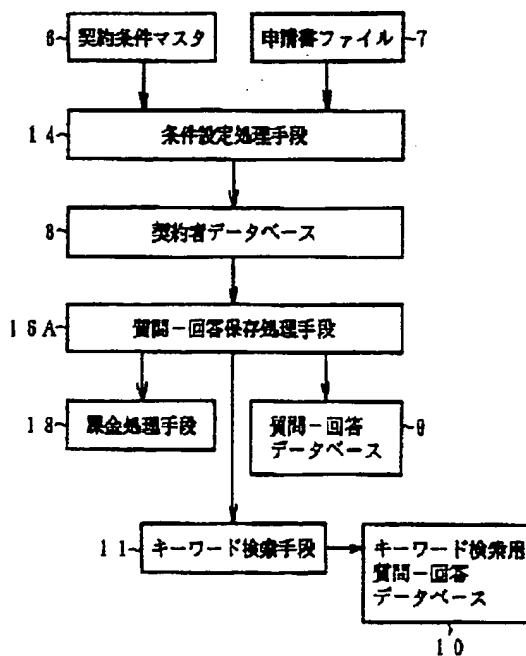 6 契約条件マスタ 申請書ファイル 7
14 条件設定処理手段
8 契約者データベース
15A 質問−回答保存処理手段
18 課金処理手段 質問−回答 9
データベース
11 キーワード検索手段 キーワード検索用
質問−回答
データベース
10